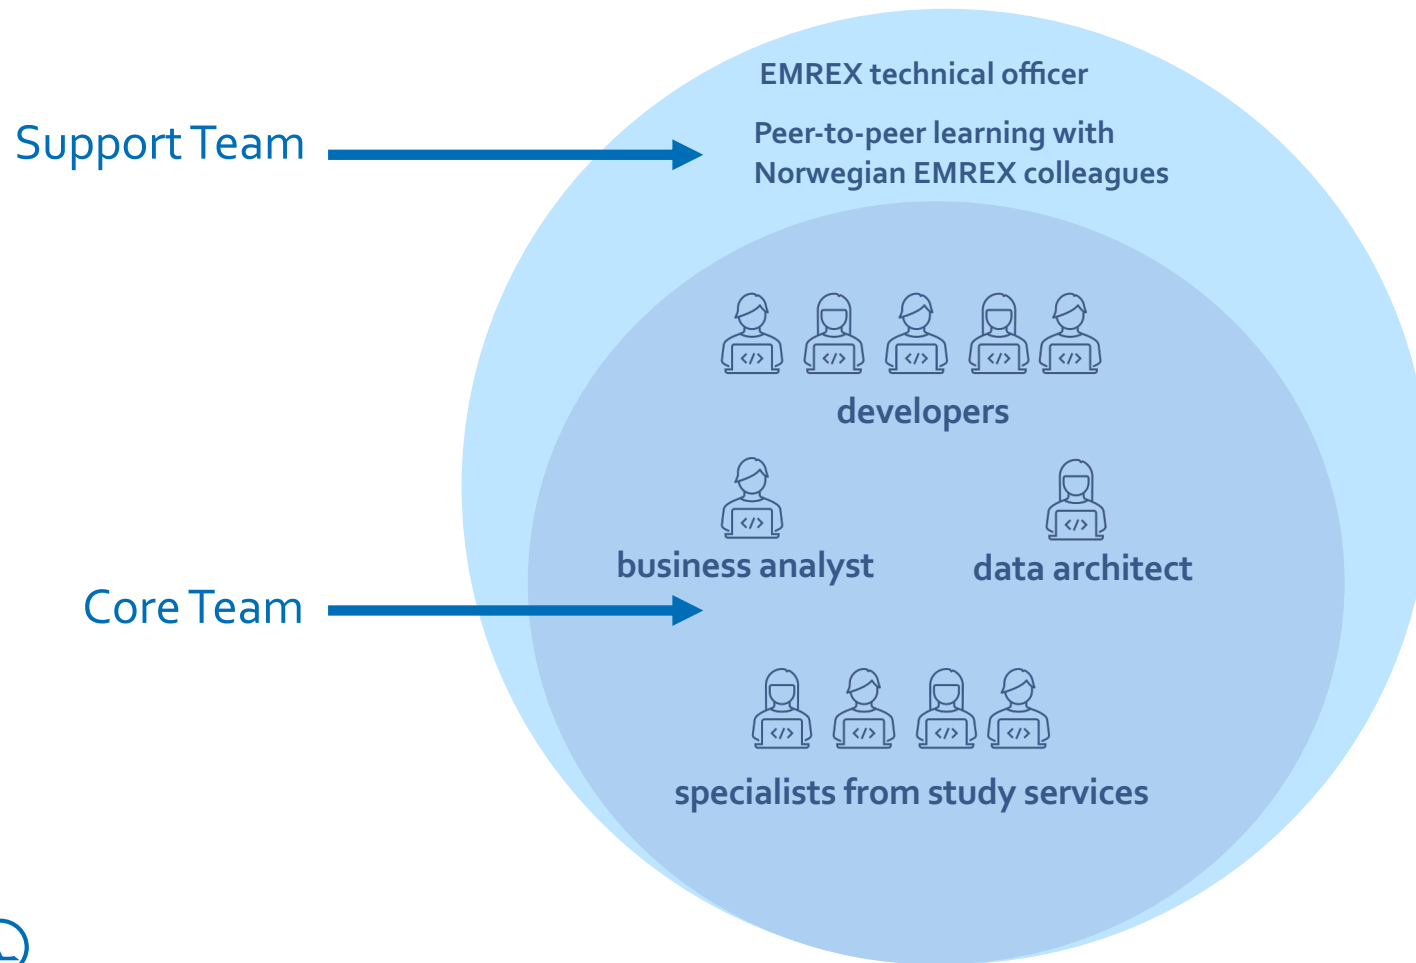 EMREX technical officer
Support Team
Peer-to-peer learning with
Norwegian EMREX colleagues
</>
</>
</>
</>
</>
developers
</>
</>
business analyst
data architect
Core Team
</>
</>
</>
</>
specialists from study services